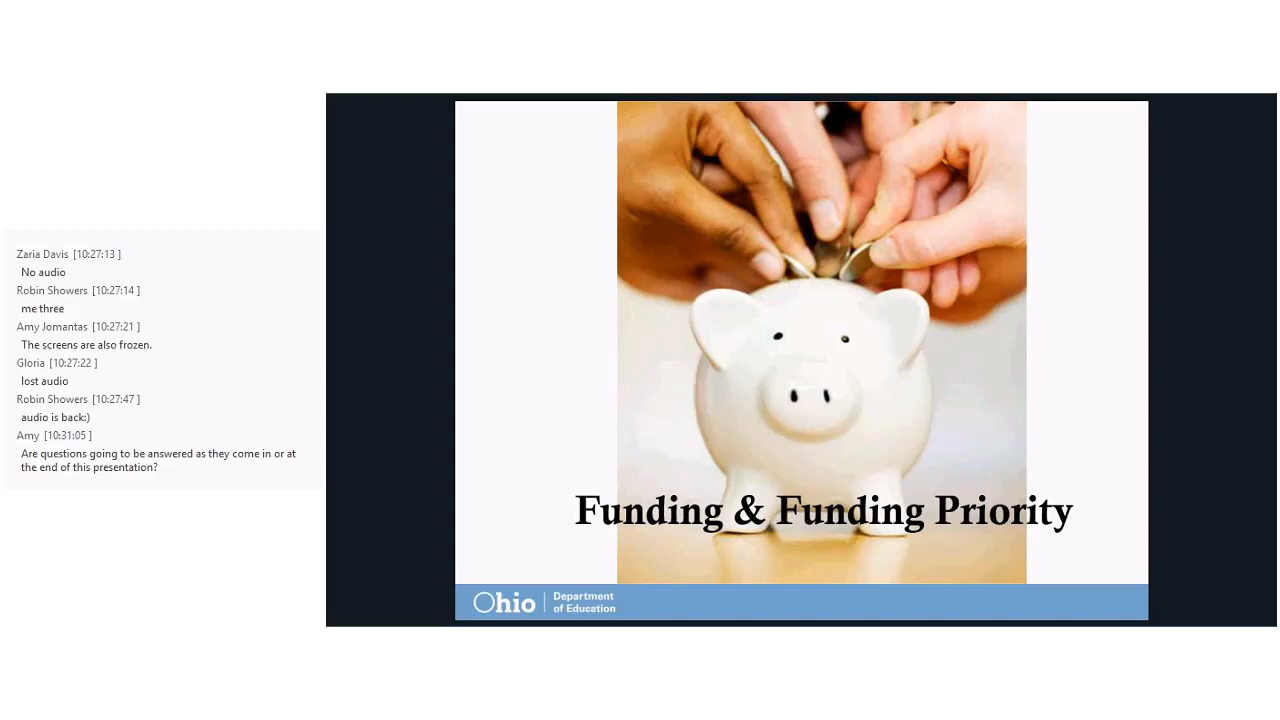 Zaria Davis [10:27:13 ]
No audio
Robin Showers [10:27:14 ]
me three
Amy Jomantas [10:27:21 ]
The screens are also frozen.
Gloria [10:27:22 ]
lost audio
Robin Showers [10:27:47 ]
audio is back:)
Amy [10:31:05 ]
Are questions going to be answered as they come in or at
the end of this presentation?
Funding & Funding Priority
Ohio
Department
of Education